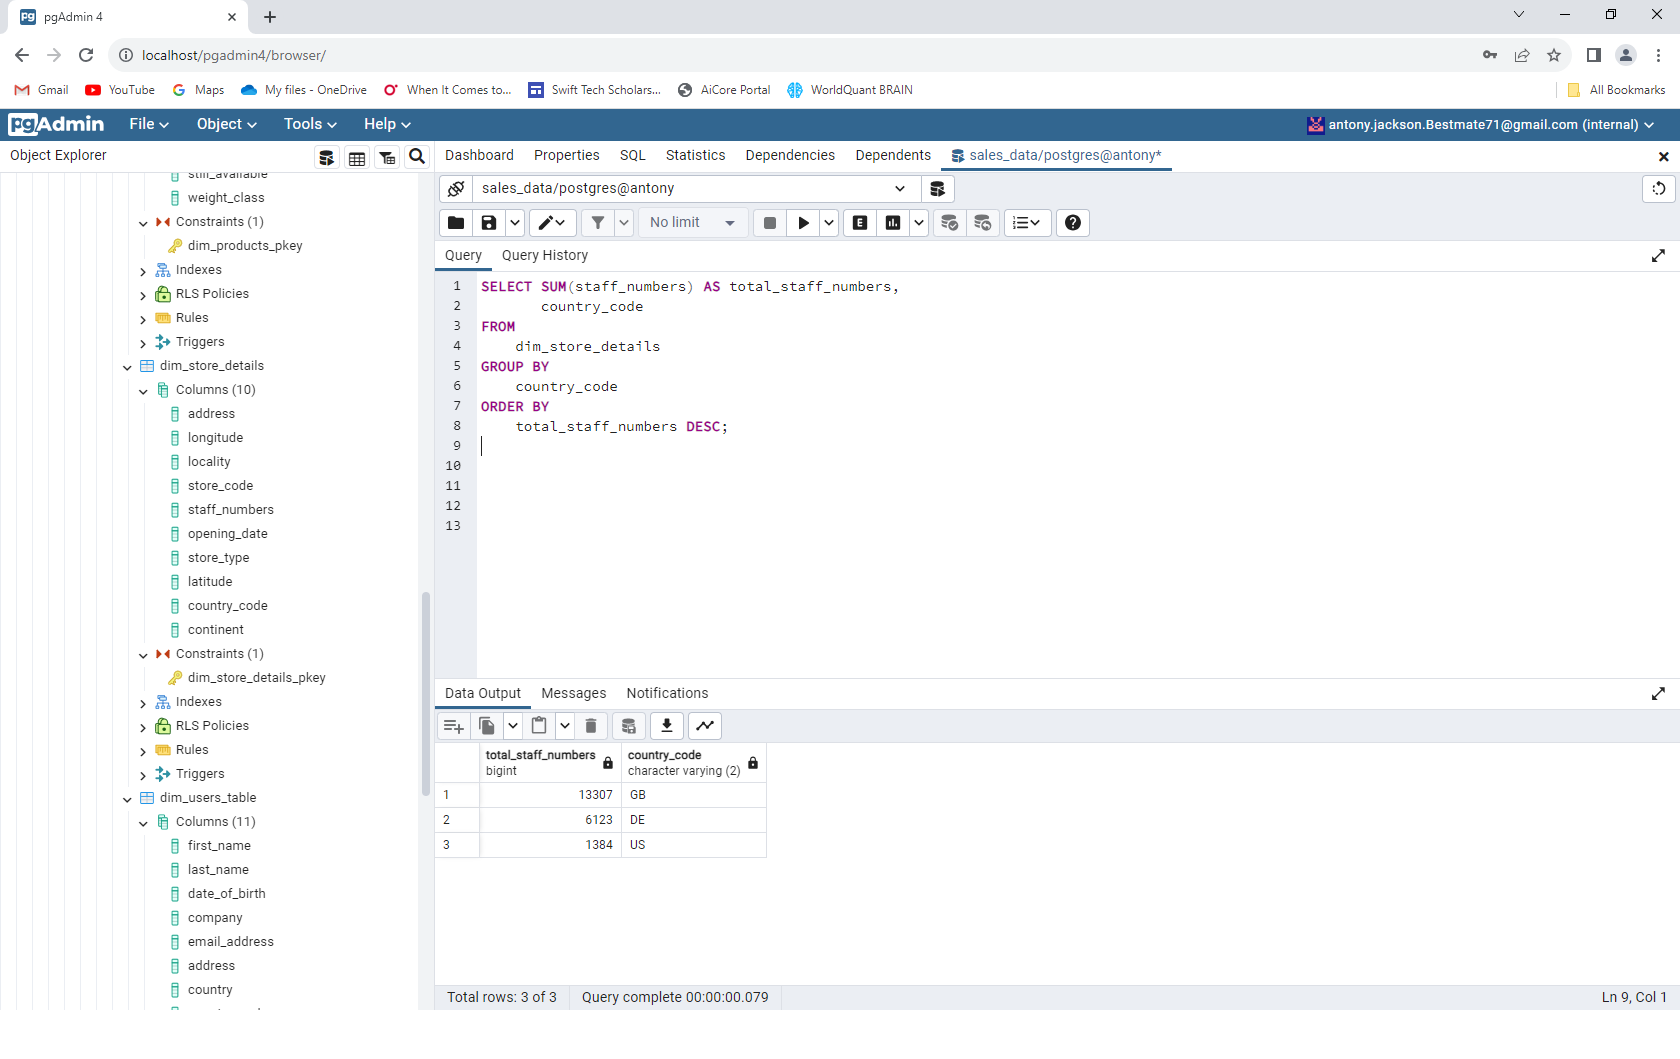 pgAdmin 4
localhost/pgadmin4/browser/
Gmail YouTube Maps My files - OneDrive When It Comes to... Swift Tech Scholars... AiCore Portal WorldQuant BRAIN All Bookmarks
pgAdmin File Object Tools Help antony.jackson.Bestmate71@gmail.com (internal)
Object Explorer
still_available
weight_class
Constraints (1)
dim_products_pkey
Indexes
RLS Policies
Rules
Triggers
dim_store_details
Columns (10)
address
longitude
locality
store_code
staff_numbers
opening_date
store_type
latitude
country_code
continent
Constraints (1)
dim_store_details_pkey
Indexes
RLS Policies
Rules
Triggers
dim_users_table
Columns (11)
first_name
last_name
date_of_birth
company
email_address
address
country
Dashboard Properties SQL Statistics Dependencies Dependents sales_data/postgres@antony*
sales_data/postgres@antony
No limit E
Query Query History
1 SELECT SUM(staff_numbers) AS total_staff_numbers,
2 country_code
3 FROM
4 dim_store_details
5 GROUP BY
6 country_code
7 ORDER BY
8 total_staff_numbers DESC;
9
10
11
12
13
Data Output Messages Notifications
total_staff_numbers country_code
bigint character varying (2)
1 13307 GB
2 6123 DE
3 1384 US
Total rows: 3 of 3 Query complete 00:00:00.079 Ln 9, Col 1